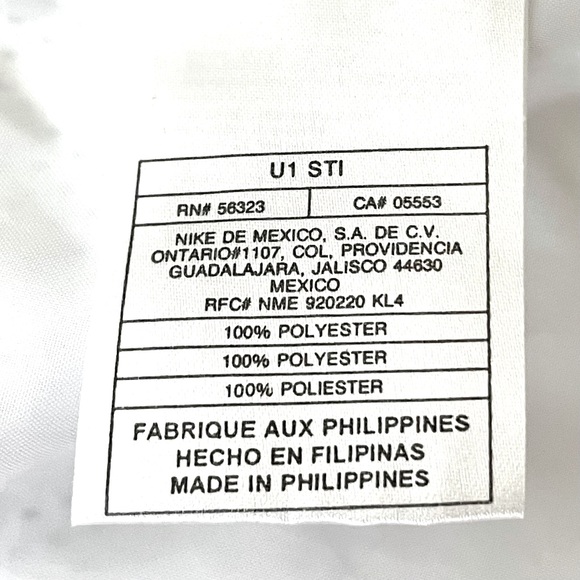 U1 STI
RN# 56323 CA# 05553
NIKE DE MEXICO, S.A. DE C.V.
ONTARIO#1107, COL, PROVIDENCIA
GUADALAJARA, JALISCO 44630
MEXICO
RFC# NME 920220 KL4
100% POLYESTER
100% POLYESTER
100% POLIESTER
FABRIQUE AUX PHILIPPINES
HECHO EN FILIPINAS
MADE IN PHILIPPINES